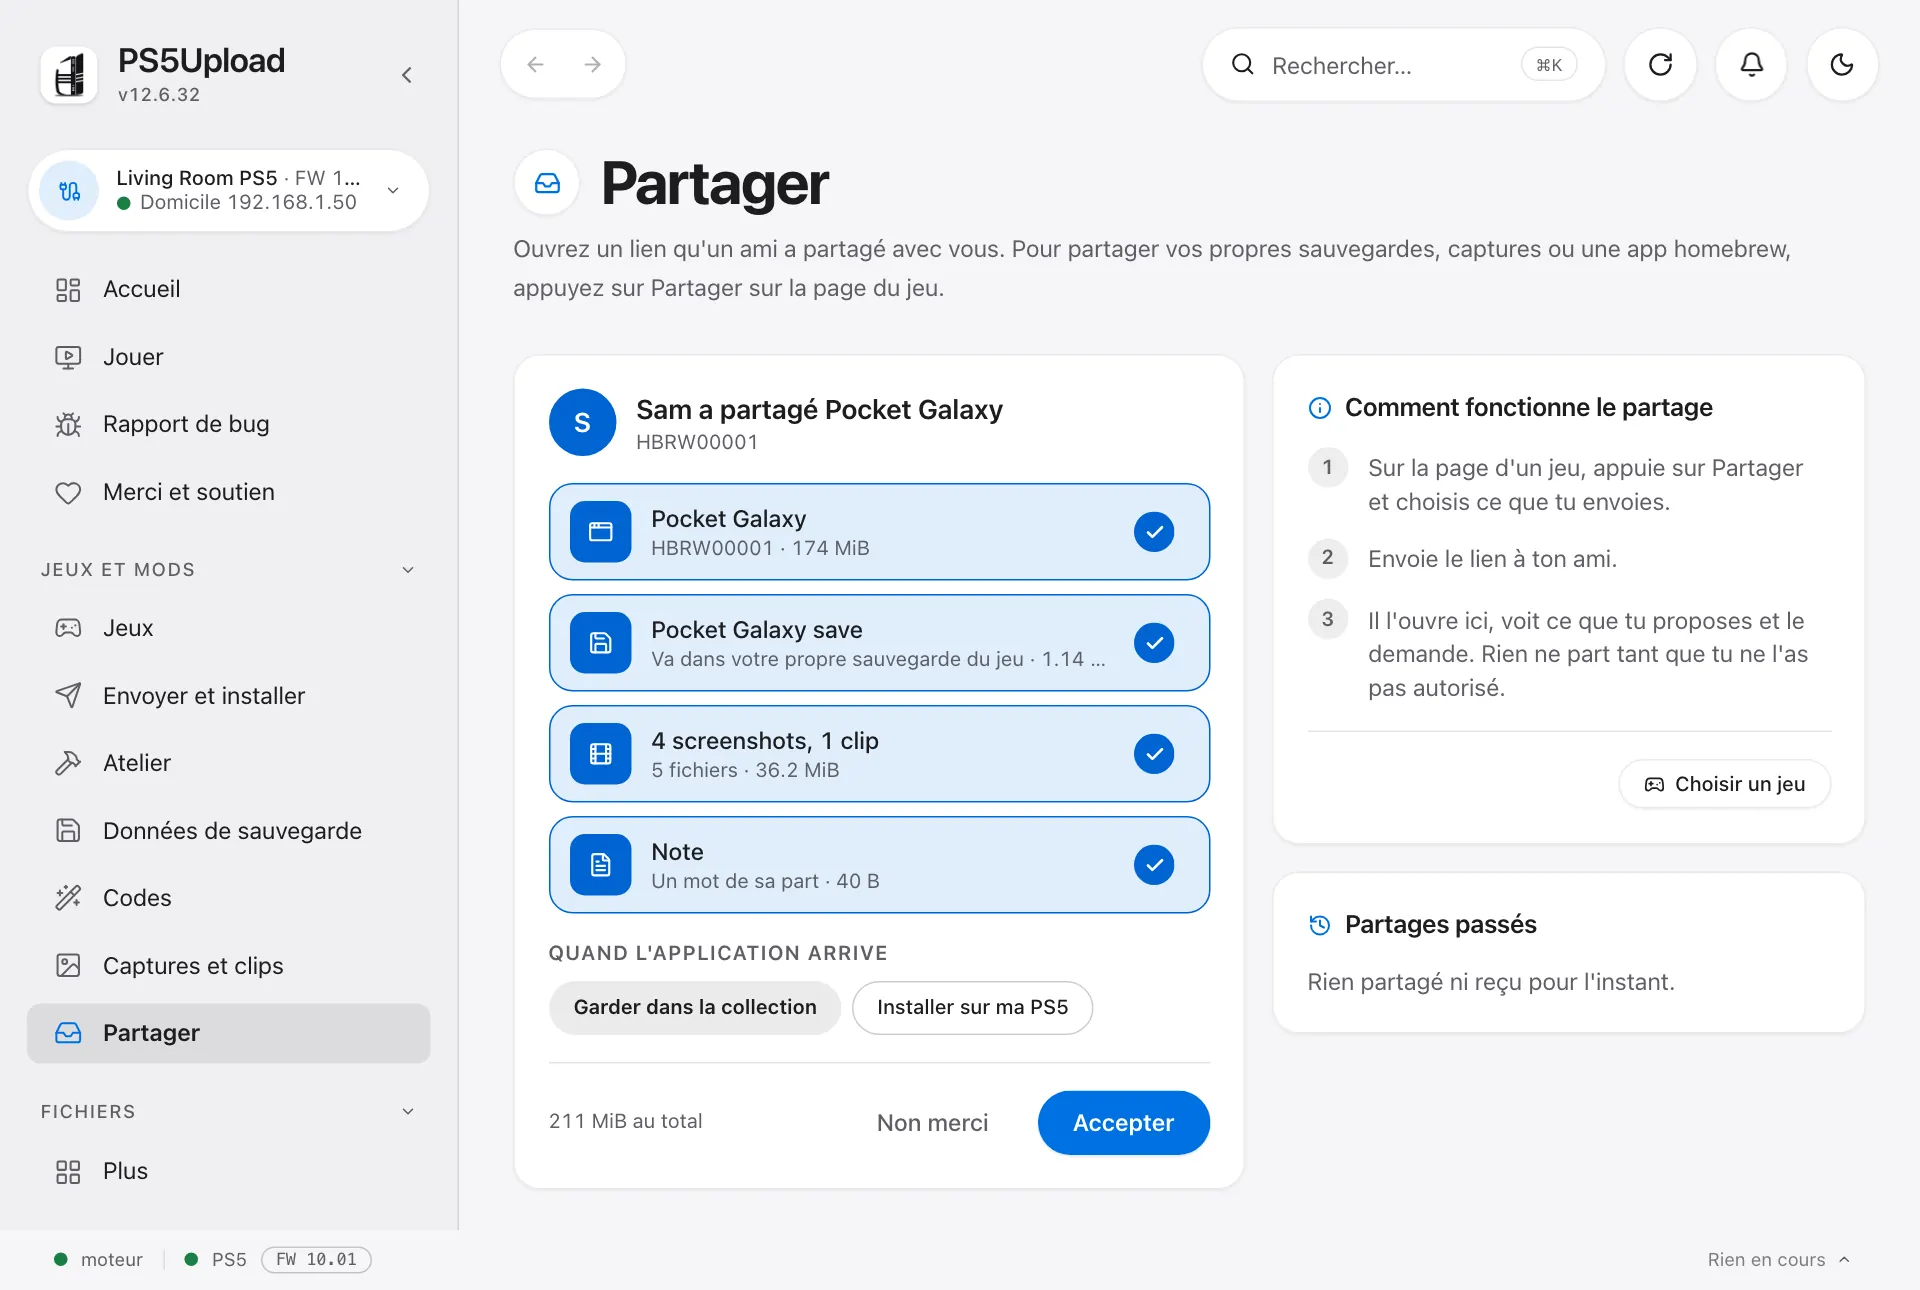 PS5Upload
v12.6.32
Living Room PS5 · FW 1...
Domicile 192.168.1.50
Accueil
Jouer
Rapport de bug
Merci et soutien
JEUX ET MODS
Jeux
Envoyer et installer
Atelier
Données de sauvegarde
Codes
Captures et clips
Partager
FICHIERS
Plus
Rechercher...
⌘K
Partager
Ouvrez un lien qu'un ami a partagé avec vous. Pour partager vos propres sauvegardes, captures ou une app homebrew,
appuyez sur Partager sur la page du jeu.
S
Sam a partagé Pocket Galaxy
HBRW00001
Pocket Galaxy
HBRW00001 · 174 MiB
Pocket Galaxy save
Va dans votre propre sauvegarde du jeu · 1.14 ...
4 screenshots, 1 clip
5 fichiers · 36.2 MiB
Note
Un mot de sa part · 40 B
QUAND L'APPLICATION ARRIVE
Garder dans la collection
Installer sur ma PS5
211 MiB au total
Non merci
Accepter
Comment fonctionne le partage
1
Sur la page d'un jeu, appuie sur Partager
et choisis ce que tu envoies.
2
Envoie le lien à ton ami.
3
Il l'ouvre ici, voit ce que tu proposes et le
demande. Rien ne part tant que tu ne l'as
pas autorisé.
Choisir un jeu
Partages passés
Rien partagé ni reçu pour l'instant.
moteur
PS5
FW 10.01
Rien en cours